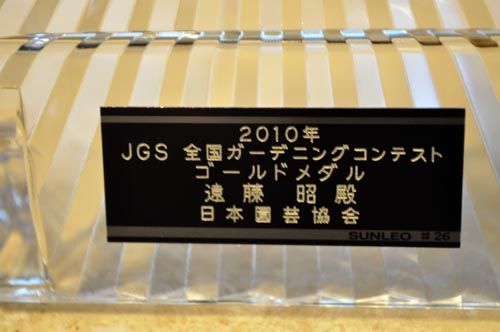 2010年
JGS 全国ガーデニングコンテスト
ゴールドメダル
遠藤 昭殿
日本園芸協会
SUNLEO #26